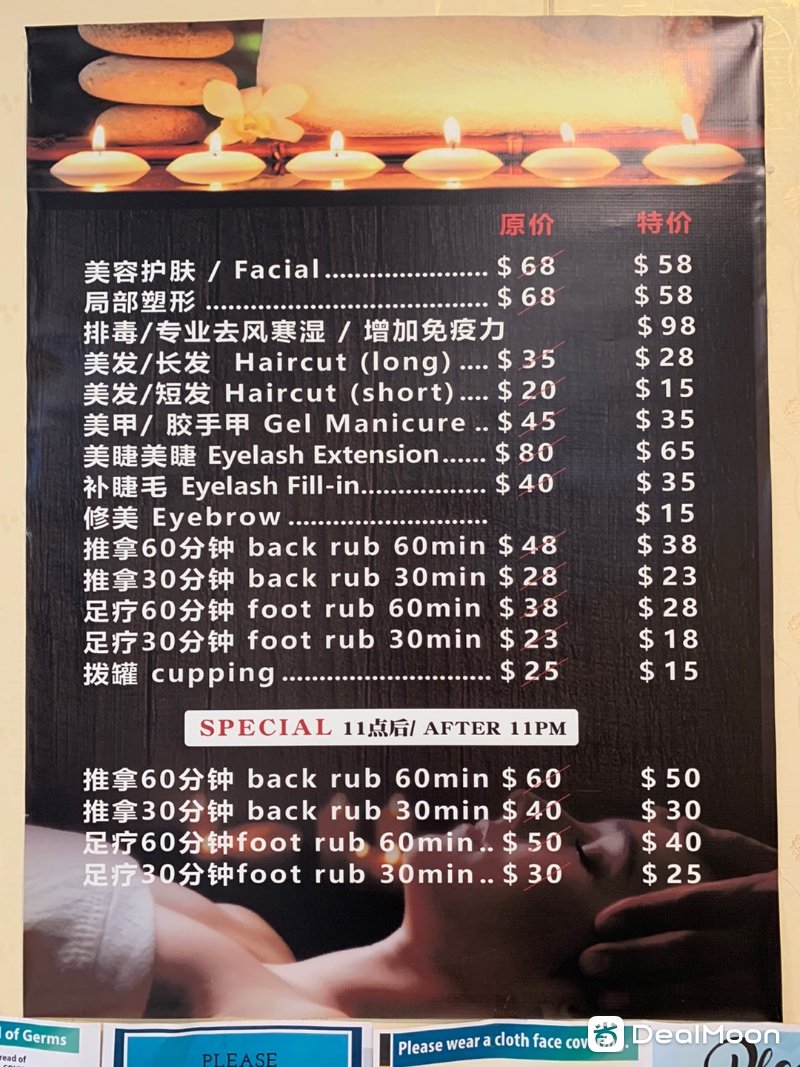 原价 特价
美容护肤 / Facial...................... $68 $58
局部塑形 ...................................... $68 $58
排毒/专业去风寒湿 / 增加免疫力 $98
美发/长发 Haircut (long) .... $35 $28
美发/短发 Haircut (short).... $20 $15
美甲/ 胶手甲 Gel Manicure .. $45 $35
美睫美睫 Eyelash Extension...... $80 $65
补睫毛 Eyelash Fill-in................. $40 $35
修美 Eyebrow........................... $15
推拿60分钟 back rub 60min $48 $38
推拿30分钟 back rub 30min $28 $23
足疗60分钟 foot rub 60min $38 $28
足疗30分钟 foot rub 30min $23 $18
拨罐 cupping............................ $25 $15
SPECIAL 11点后/ AFTER 11PM
推拿60分钟 back rub 60min $60 $50
推拿30分钟 back rub 30min $40 $30
足疗60分钟foot rub 60min.. $50 $40
足疗30分钟foot rub 30min.. $30 $25
of Germs
PLEASE
Please wear a cloth face
DealMoon